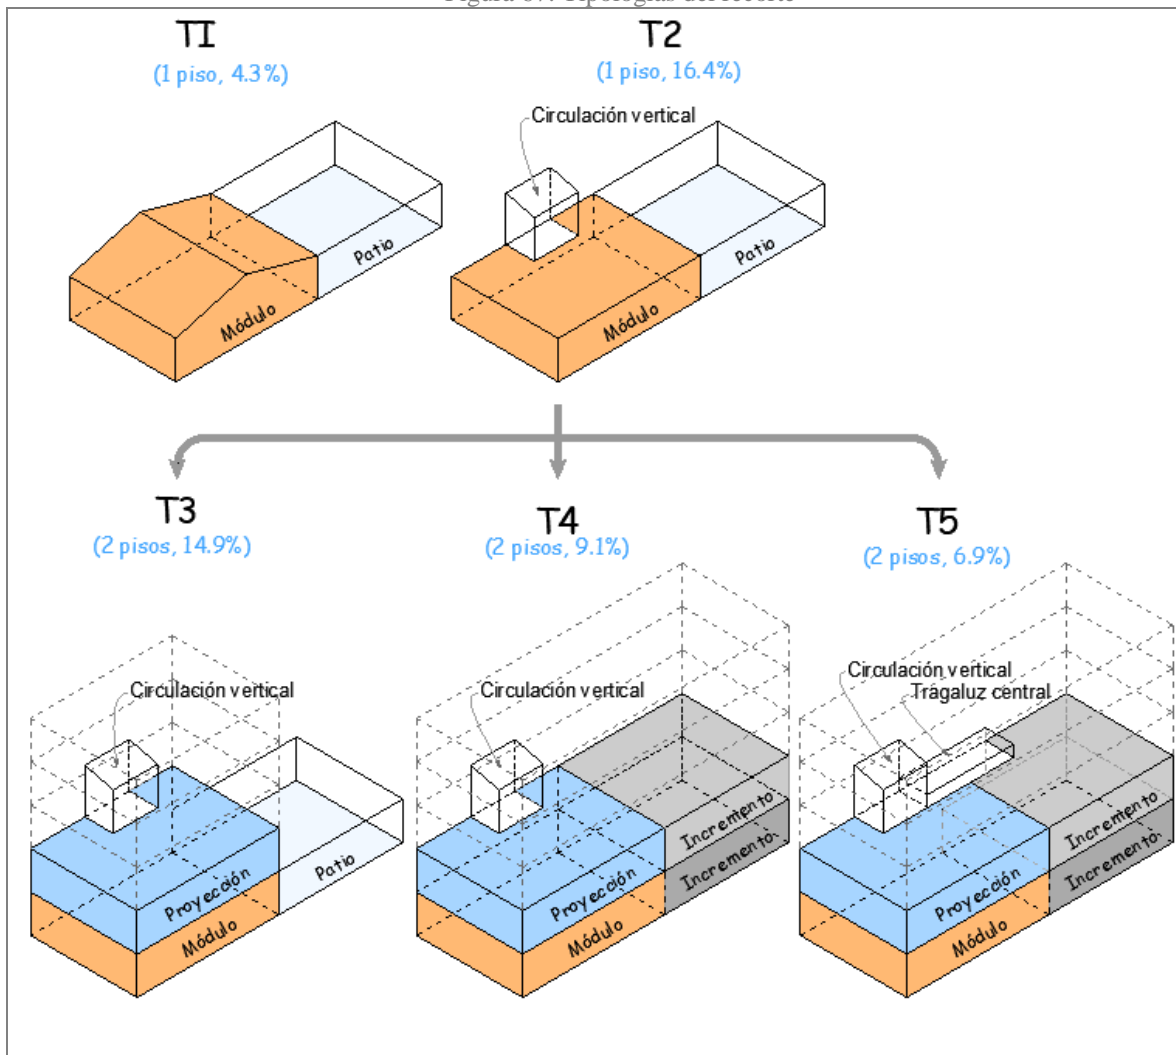 T1
(1 piso, 4.3%)
T2
(1 piso, 16.4%)
Circulación vertical
Patio
Módulo
Patio
Módulo
T3
(2 pisos, 14.9%)
T4
(2 pisos, 9.1%)
T5
(2 pisos, 6.9%)
Circulación vertical
Circulación vertical
Circulación vertical
Tragaluz central
Patio
Proyección
Módulo
Incremento
Incremento
Proyección
Módulo
Incremento
Incremento
Proyección
Módulo